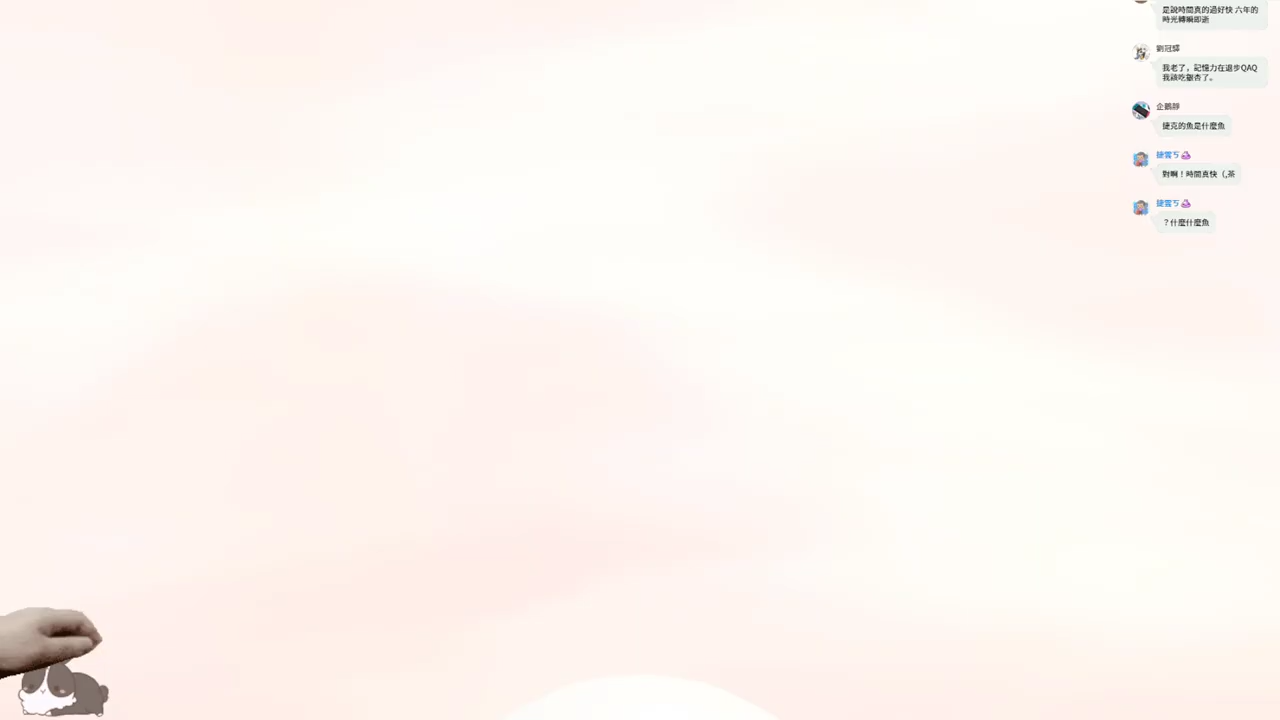 是說時間真的過好快 六年的
時光轉瞬即逝
劉冠驛
我老了，記憶力在退步QAQ
我該吃銀杏了。
企鵝靜
捷克的魚是什麼魚
捷雲ㄎ
對啊！時間真快（,茶
捷雲ㄎ
？什麼什麼魚